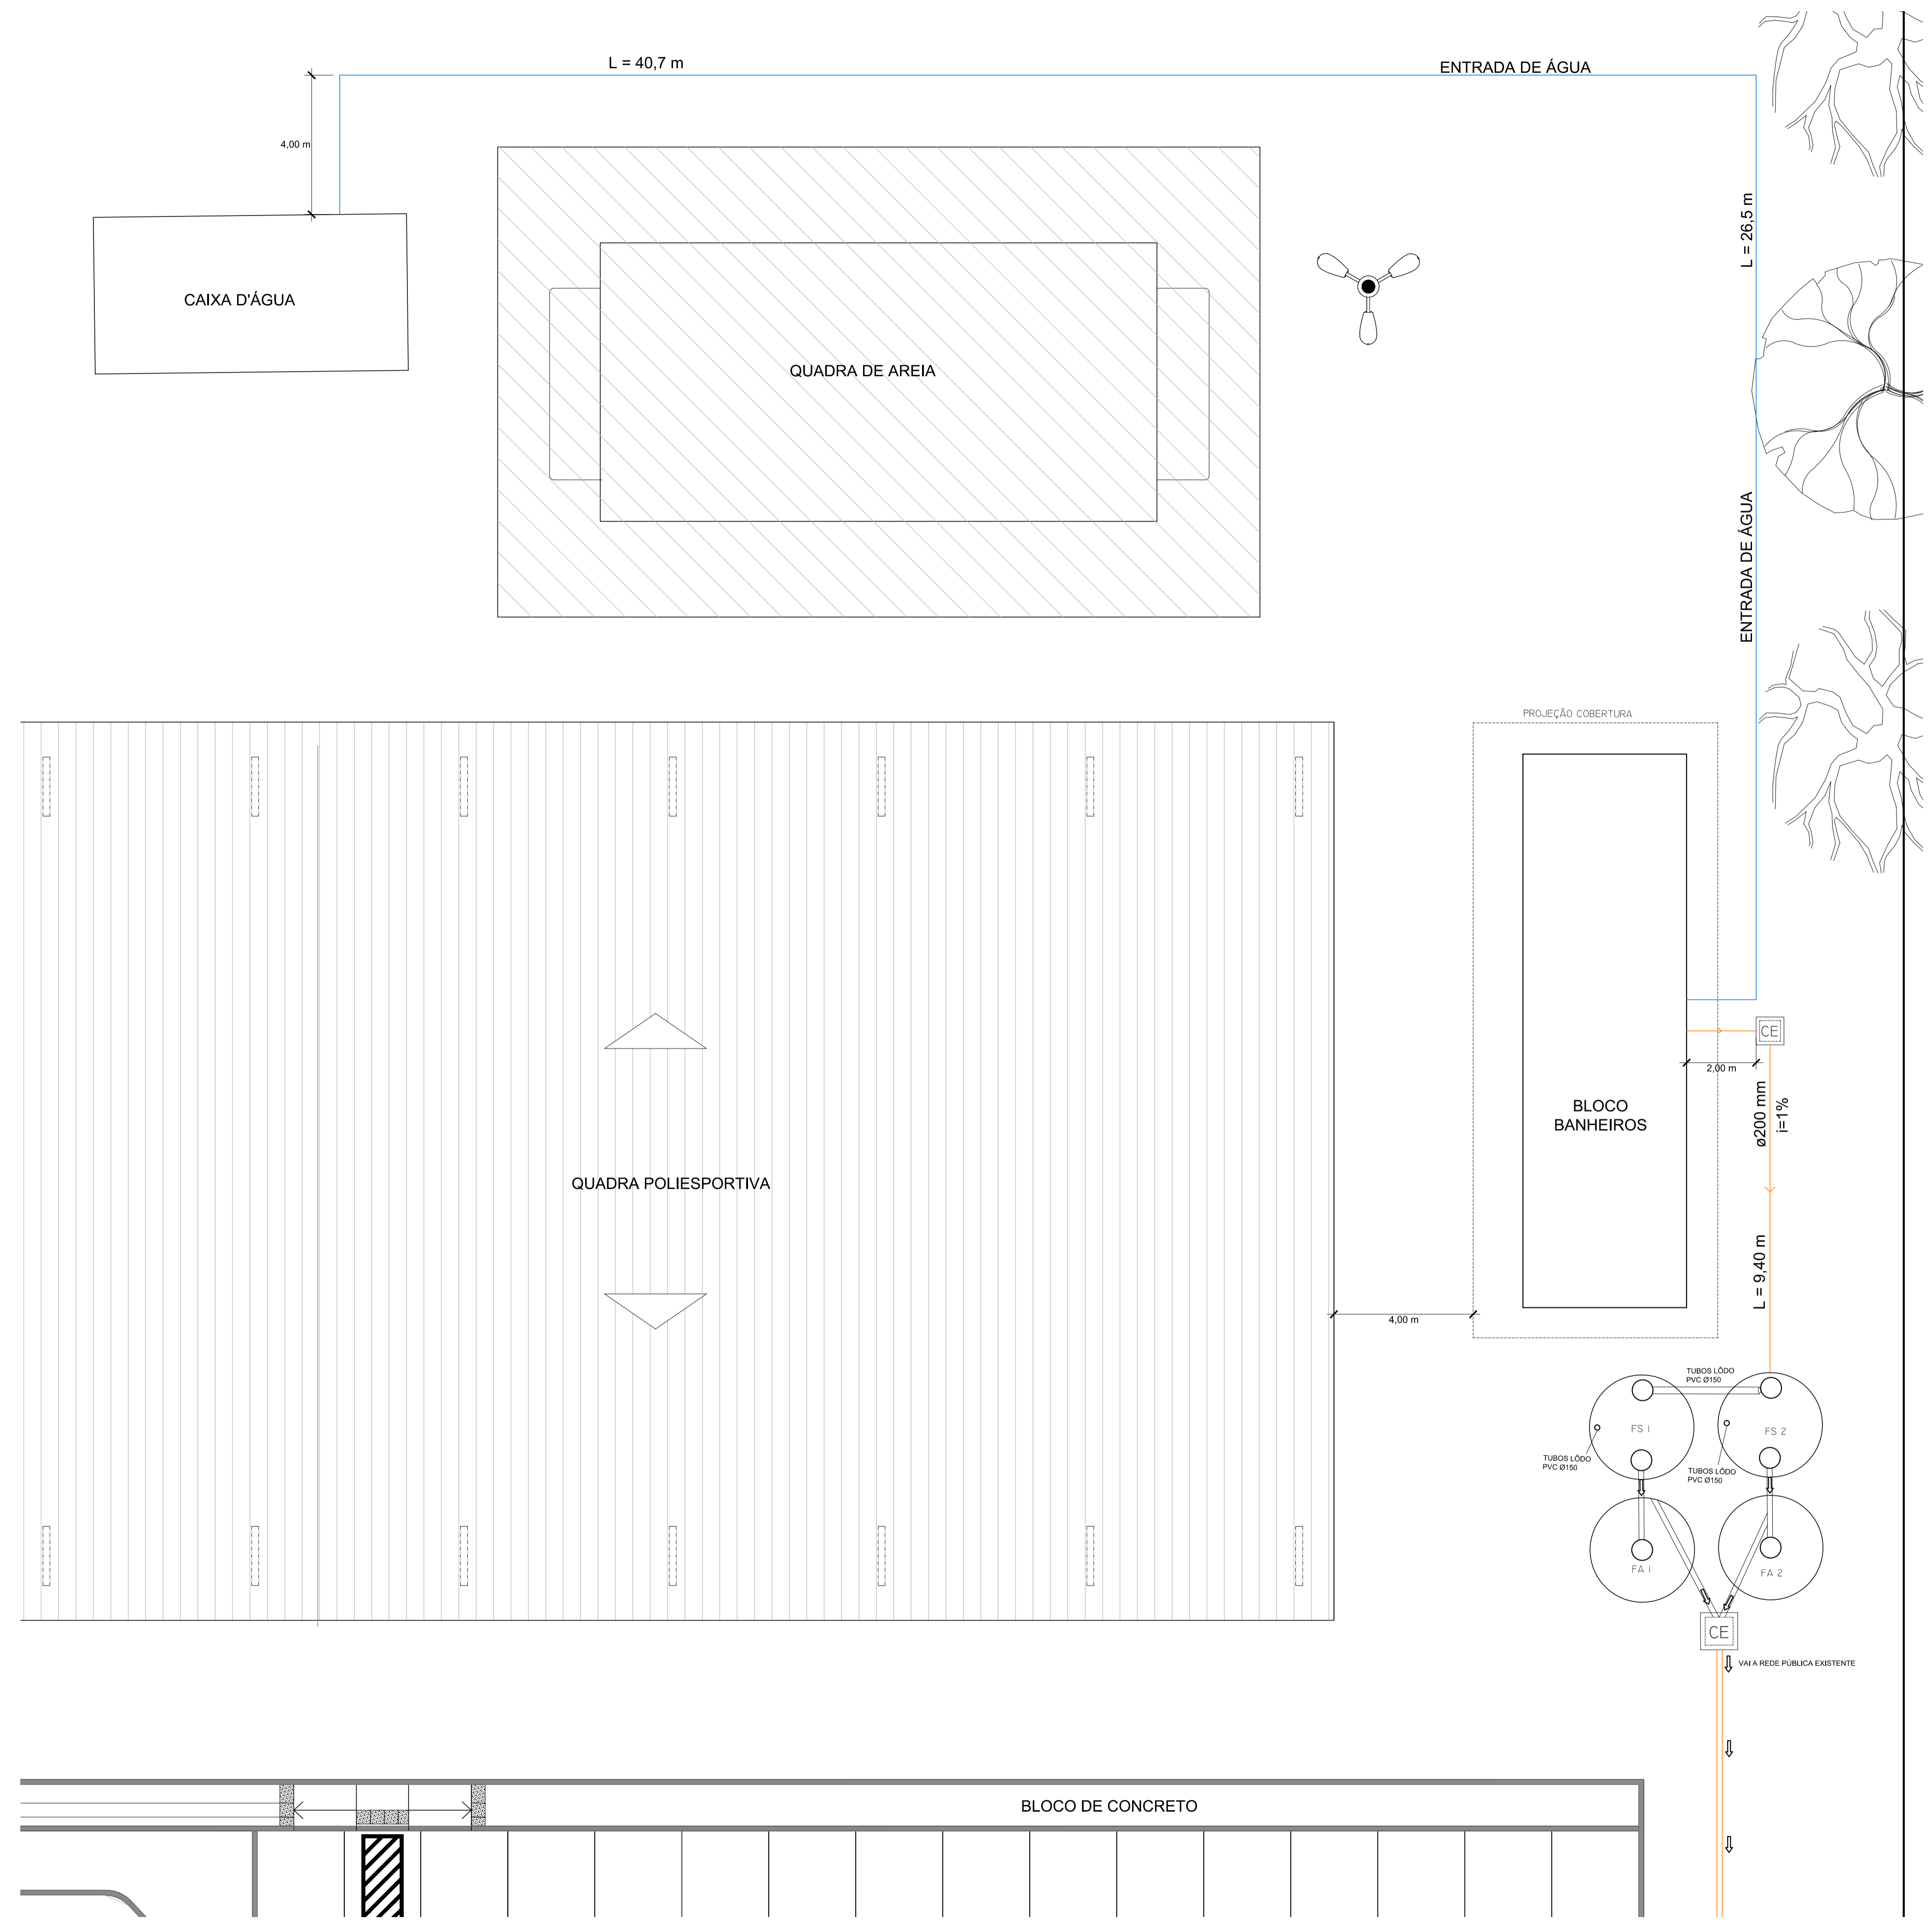 L = 40,7 m
ENTRADA DE ÁGUA
4,00 m
L = 26,5 m
CAIXA D'ÁGUA
QUADRA DE AREIA
ENTRADA DE ÁGUA
PROJEÇÃO COBERTURA
CE
2,00 m
ø200 mm
i=1%
BLOCO
BANHEIROS
QUADRA POLIESPORTIVA
L = 9,40 m
4,00 m
TUBOS LÔDO
PVC Ø150
FS 1
FS 2
TUBOS LÔDO
PVC Ø150
TUBOS LÔDO
PVC Ø150
FA 1
FA 2
CE
VAI A REDE PÚBLICA EXISTENTE
BLOCO DE CONCRETO